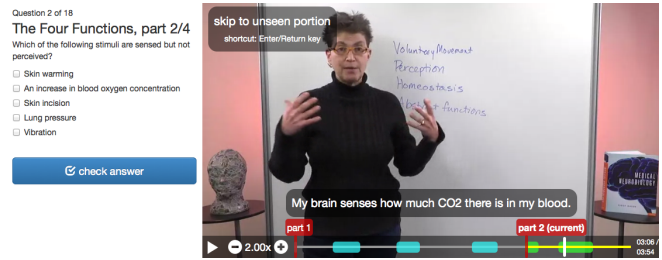 Question 2 of 18
The Four Functions, part 2/4
Which of the following stimuli are sensed but not
perceived?
Skin warming
An increase in blood oxygen concentration
Skin incision
Lung pressure
Vibration
check answer
skip to unseen portion
shortcut: Enter/Return key
Voluntary Movement
Perception
Homeostasis
Abstract functions
MEDICAL
NEUROBIOLOGY
My brain senses how much CO2 there is in my blood.
part 1
part 2 (current)
2.00x
03:06 /
03:54